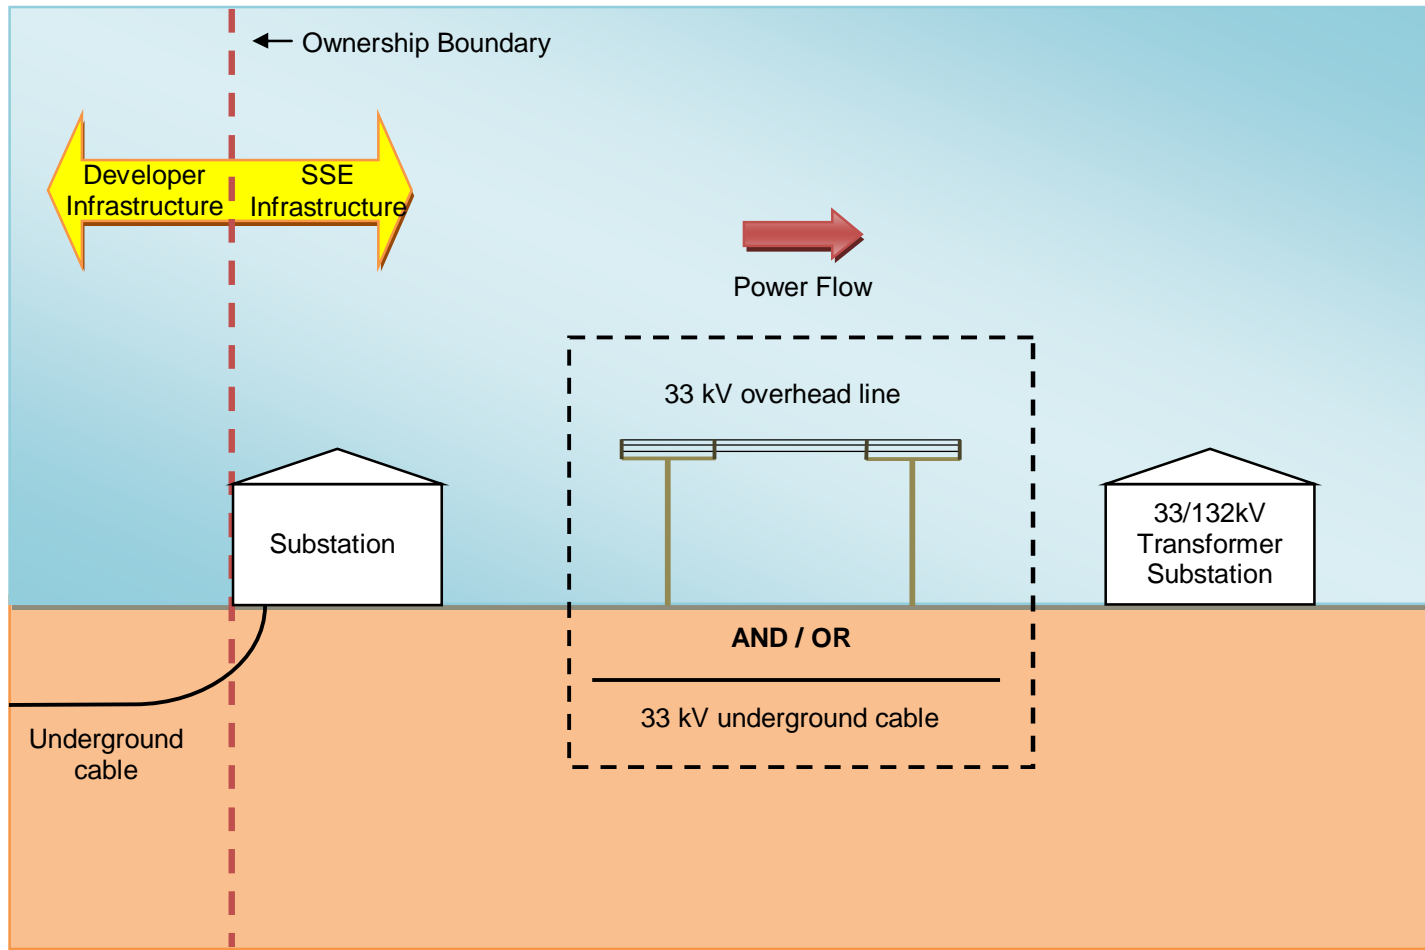 Ownership Boundary
Developer
Infrastructure
SSE
Infrastructure
Power Flow
33 kV overhead line
Substation
33/132kV
Transformer
Substation
AND / OR
33 kV underground cable
Underground
cable